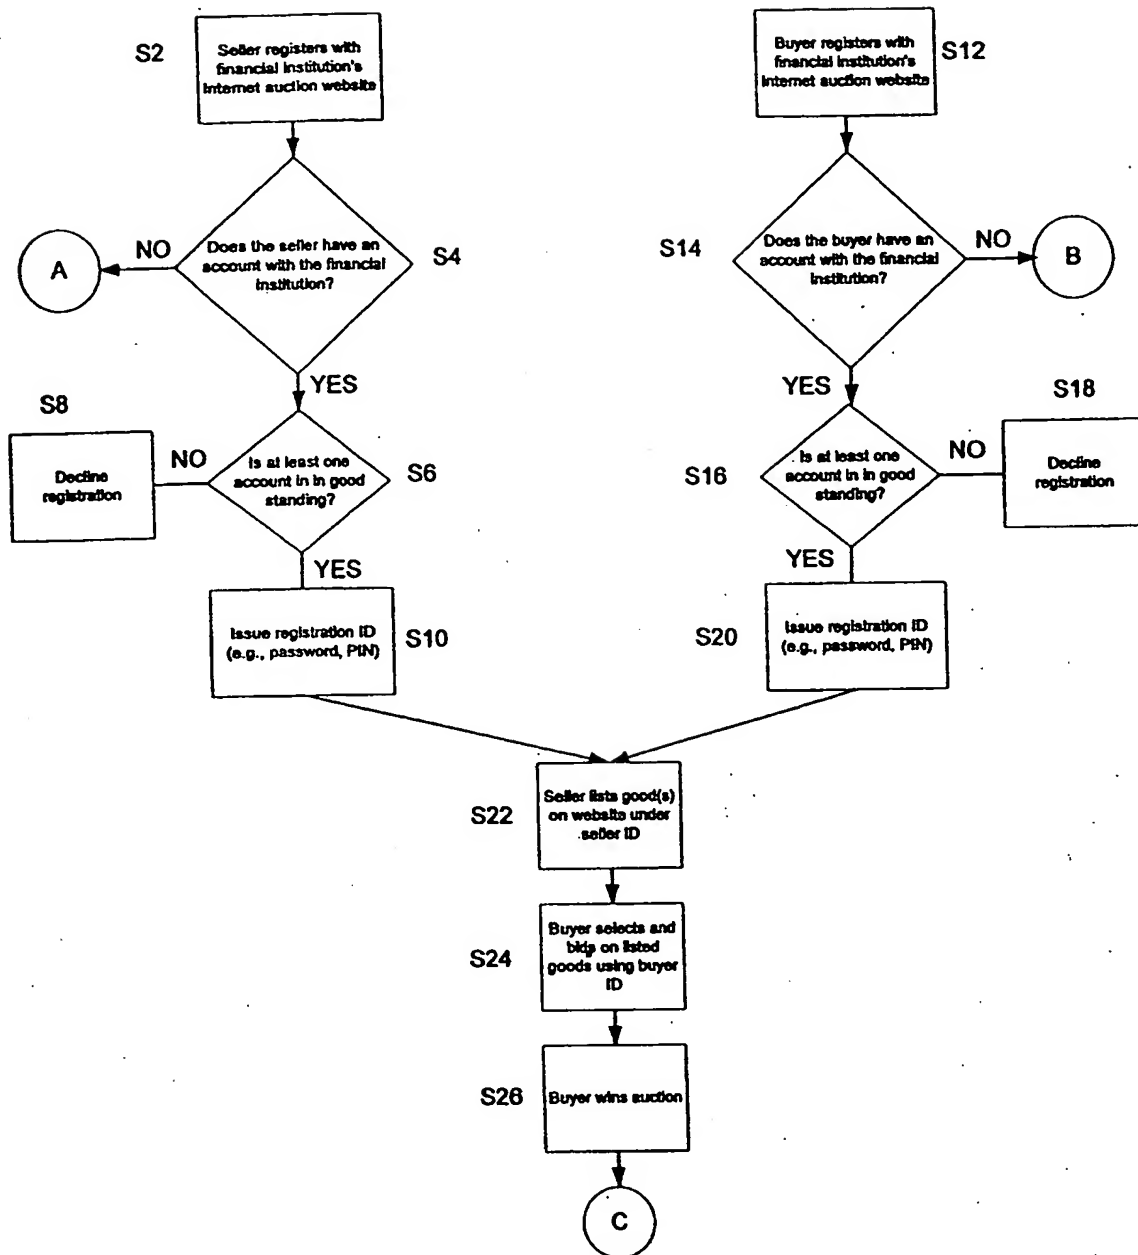 S2
Seller registers with
financial institution's
Internet auction website
Buyer registers with
financial institution's
Internet auction website
S12
A
NO
Does the seller have an
account with the financial
institution?
S4
S14
Does the buyer have an
account with the financial
institution?
NO
B
YES
YES
S8
Decline
registration
NO
Is at least one
account in in good
standing?
S6
S16
Is at least one
account in in good
standing?
NO
S18
Decline
registration
YES
YES
Issue registration ID
(e.g., password, PIN)
S10
S20
Issue registration ID
(e.g., password, PIN)
S22
Seller lists good(s)
on website under
seller ID
S24
Buyer selects and
bids on listed
goods using buyer
ID
S26
Buyer wins auction
C